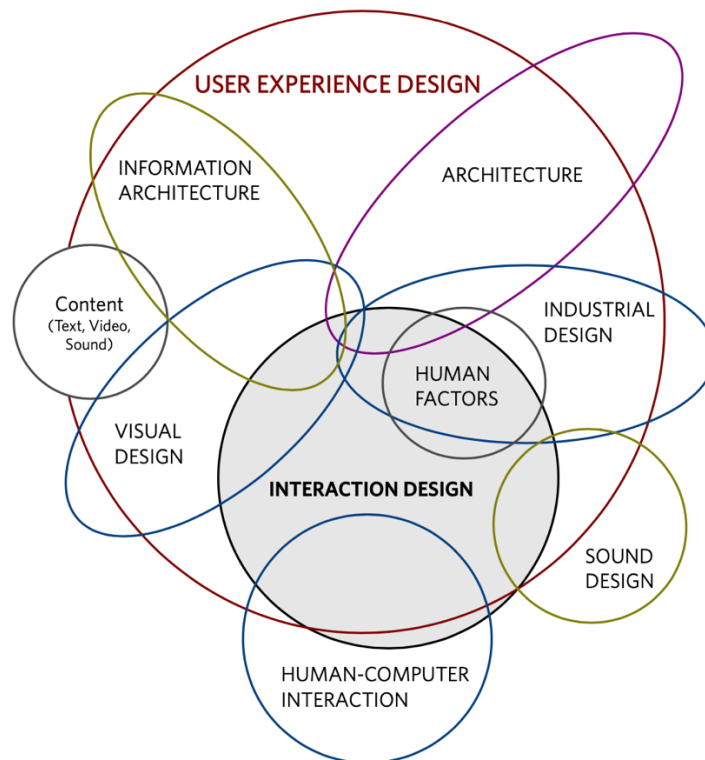 USER EXPERIENCE DESIGN
INFORMATION
ARCHITECTURE
ARCHITECTURE
Content
(Text, Video,
Sound)
INDUSTRIAL
DESIGN
HUMAN
FACTORS
VISUAL
DESIGN
INTERACTION DESIGN
SOUND
DESIGN
HUMAN-COMPUTER
INTERACTION